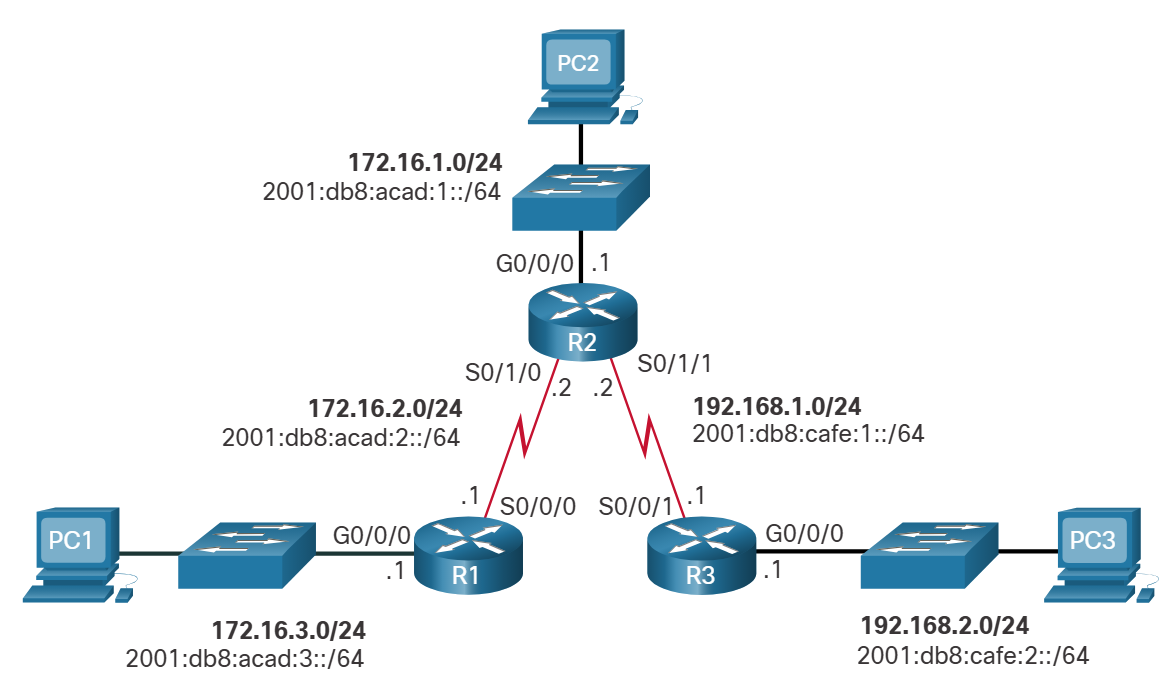 PC2
172.16.1.0/24
2001:db8:acad:1::/64
G0/0/0 .1
R2
S0/1/0 .2 .2 S0/1/1
172.16.2.0/24
2001:db8:acad:2::/64
192.168.1.0/24
2001:db8:cafe:1::/64
.1 S0/0/0 S0/0/1 .1
PC1
G0/0/0
.1
R1
R3
G0/0/0
.1
PC3
172.16.3.0/24
2001:db8:acad:3::/64
192.168.2.0/24
2001:db8:cafe:2::/64